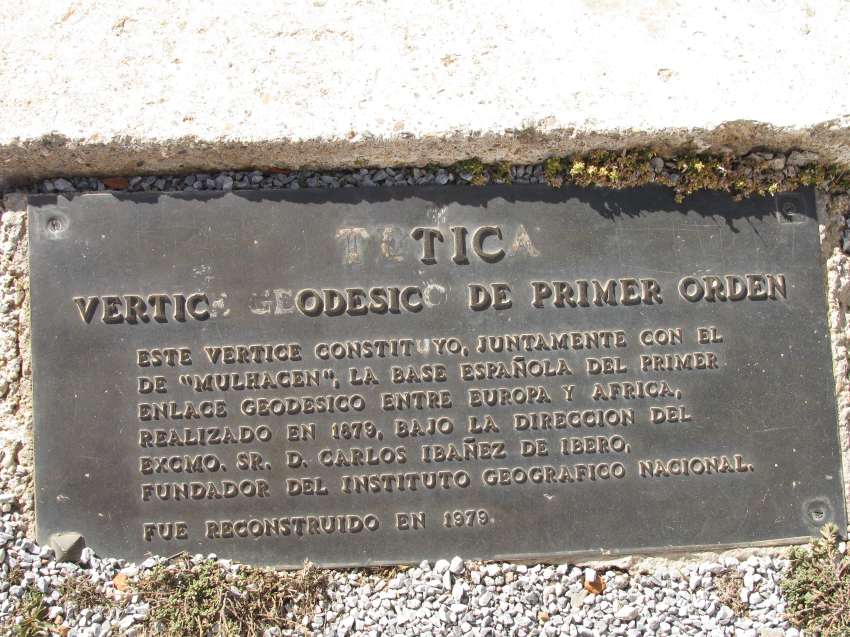 TETICA
VERTICE GEODESICO DE PRIMER ORDEN
ESTE VERTICE CONSTITUYO, JUNTAMENTE CON EL
DE "MULHACEN", LA BASE ESPAÑOLA DEL PRIMER
ENLACE GEODESICO ENTRE EUROPA Y AFRICA,
REALIZADO EN 1879, BAJO LA DIRECCION DEL
EXCMO. SR. D. CARLOS IBAÑEZ DE IBERO,
FUNDADOR DEL INSTITUTO GEOGRAFICO NACIONAL.
FUE RECONSTRUIDO EN 1979.